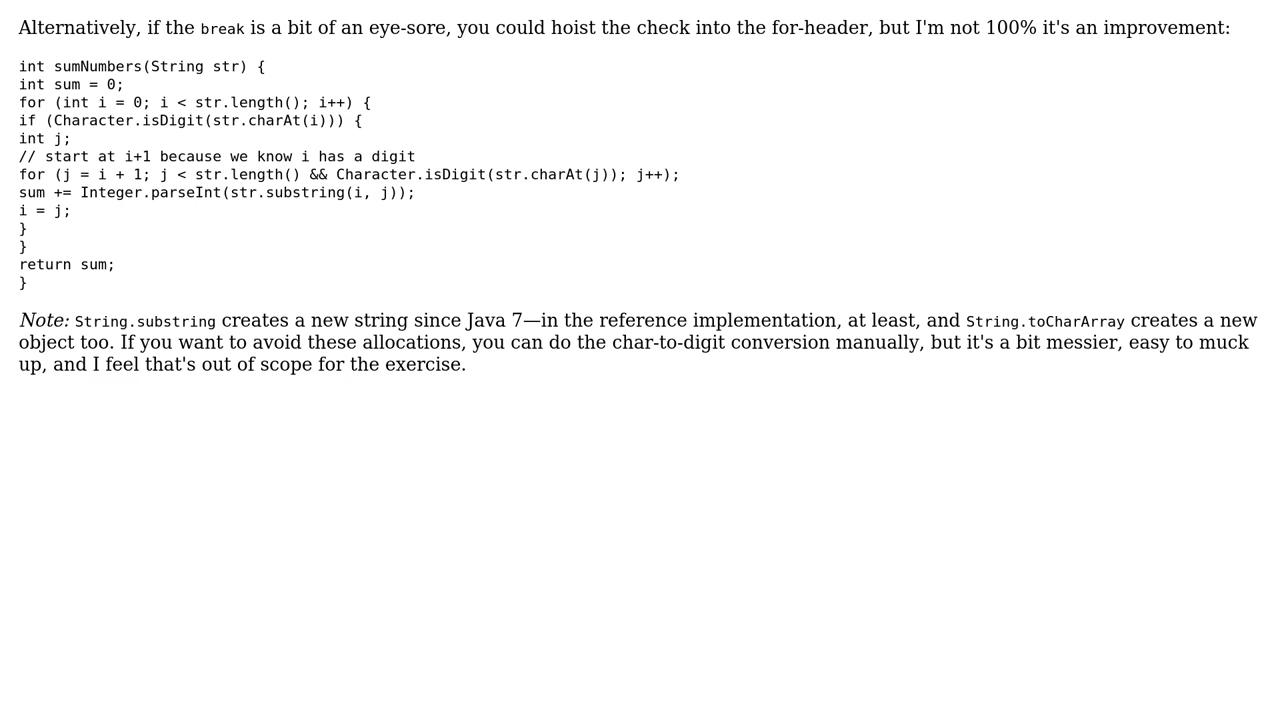 Alternatively, if the break is a bit of an eye-sore, you could hoist the check into the for-header, but I'm not 100% it's an improvement:
int sumNumbers(String str) {
int sum = 0;
for (int i = 0; i < str.length(); i++) {
if (Character.isDigit(str.charAt(i))) {
int j;
// start at i+1 because we know i has a digit
for (j = i + 1; j < str.length() && Character.isDigit(str.charAt(j)); j++);
sum += Integer.parseInt(str.substring(i, j));
i = j;
}
}
return sum;
}
Note: String.substring creates a new string since Java 7—in the reference implementation, at least, and String.toCharArray creates a new
object too. If you want to avoid these allocations, you can do the char-to-digit conversion manually, but it's a bit messier, easy to muck
up, and I feel that's out of scope for the exercise.